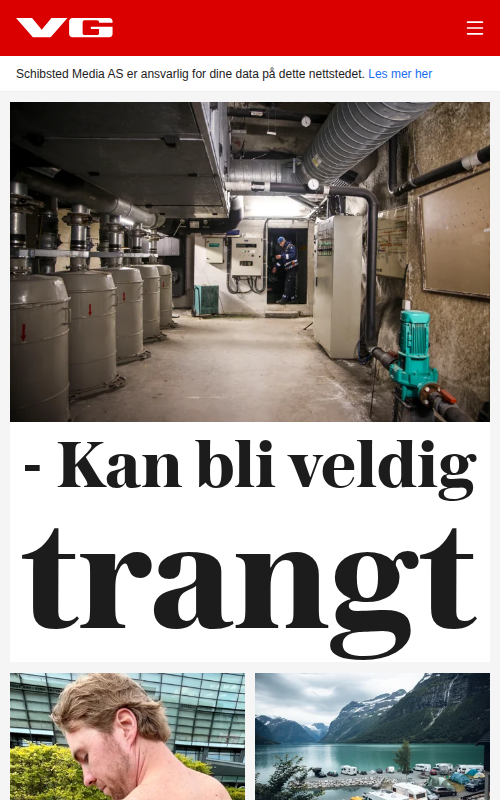 VG
Schibsted Media AS er ansvarlig for dine data på dette nettstedet. Les mer her
- Kan bli veldig
trangt